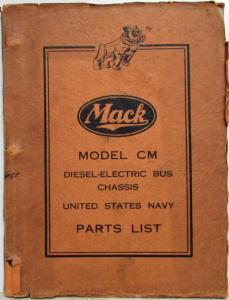 Mack
MODEL CM
DIESEL-ELECTRIC BUS
CHASSIS
UNITED STATES NAVY
PARTS LIST